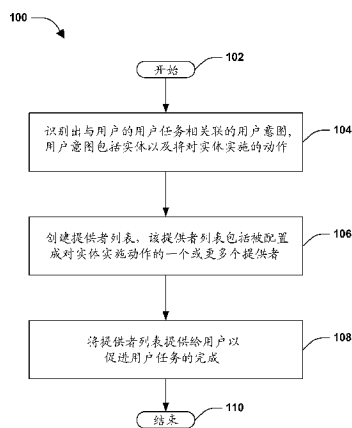 100
102
开始
识别出与用户的用户任务相关联的用户意图,
用户意图包括实体以及将对实体实施的动作
104
创建提供者列表，该提供者列表包括被配置
成对实体实施动作的一个或更多个提供者
106
将提供者列表提供给用户以
促进用户任务的完成
108
110
结束